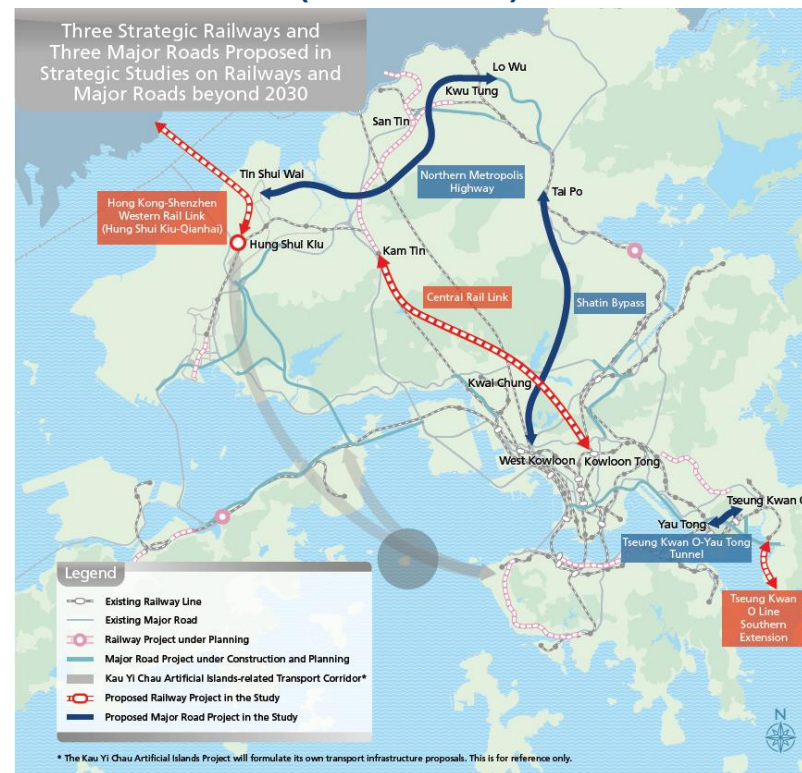 Three Strategic Railways and
Three Major Roads Proposed in
Strategic Studies on Railways and
Major Roads beyond 2030
Lo Wu
Kwu Tung
San Tin
Tin Shui Wai
Northern Metropolis
Highway
Tai Po
Hong Kong-Shenzhen
Western Rail Link
(Hung Shui Kiu-Qianhai)
Hung Shui Kiu
Kam Tin
Central Rail Link
Shatin Bypass
Kwai Chung
West Kowloon
Kowloon Tong
Tseung Kwan O
Yau Tong
Tseung Kwan O-Yau Tong
Tunnel
Tseung Kwan
O Line
Southern
Extension
Legend
Existing Railway Line
Existing Major Road
Railway Project under Planning
Major Road Project under Construction and Planning
Kau Yi Chau Artificial Islands-related Transport Corridor*
Proposed Railway Project in the Study
Proposed Major Road Project in the Study
N
* The Kau Yi Chau Artificial Islands Project will formulate its own transport infrastructure proposals. This is for reference only.